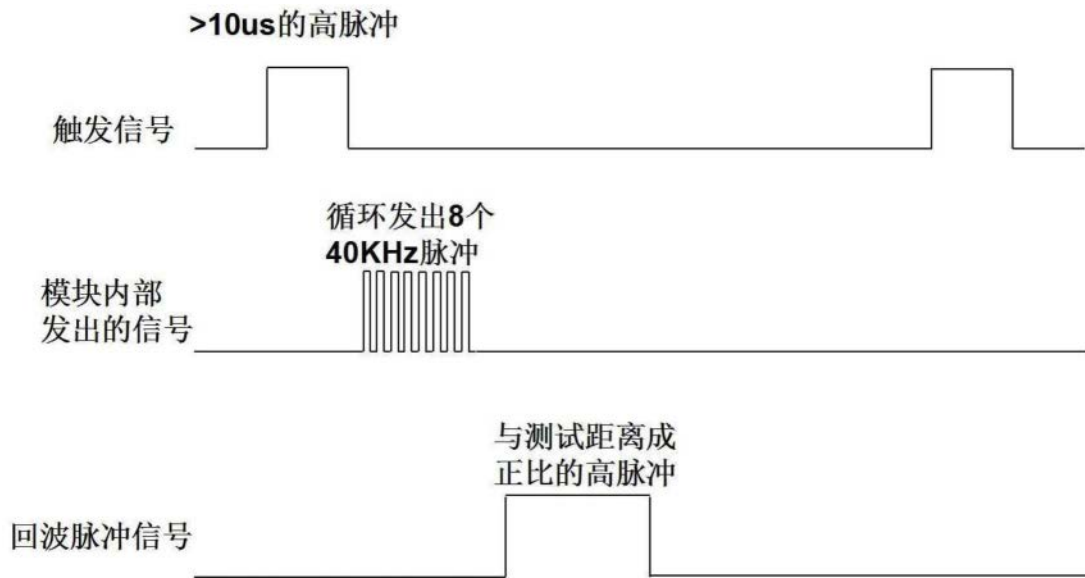 >10us的高脉冲
触发信号
循环发出8个
40KHz脉冲
模块内部
发出的信号
与测试距离成
正比的高脉冲
回波脉冲信号